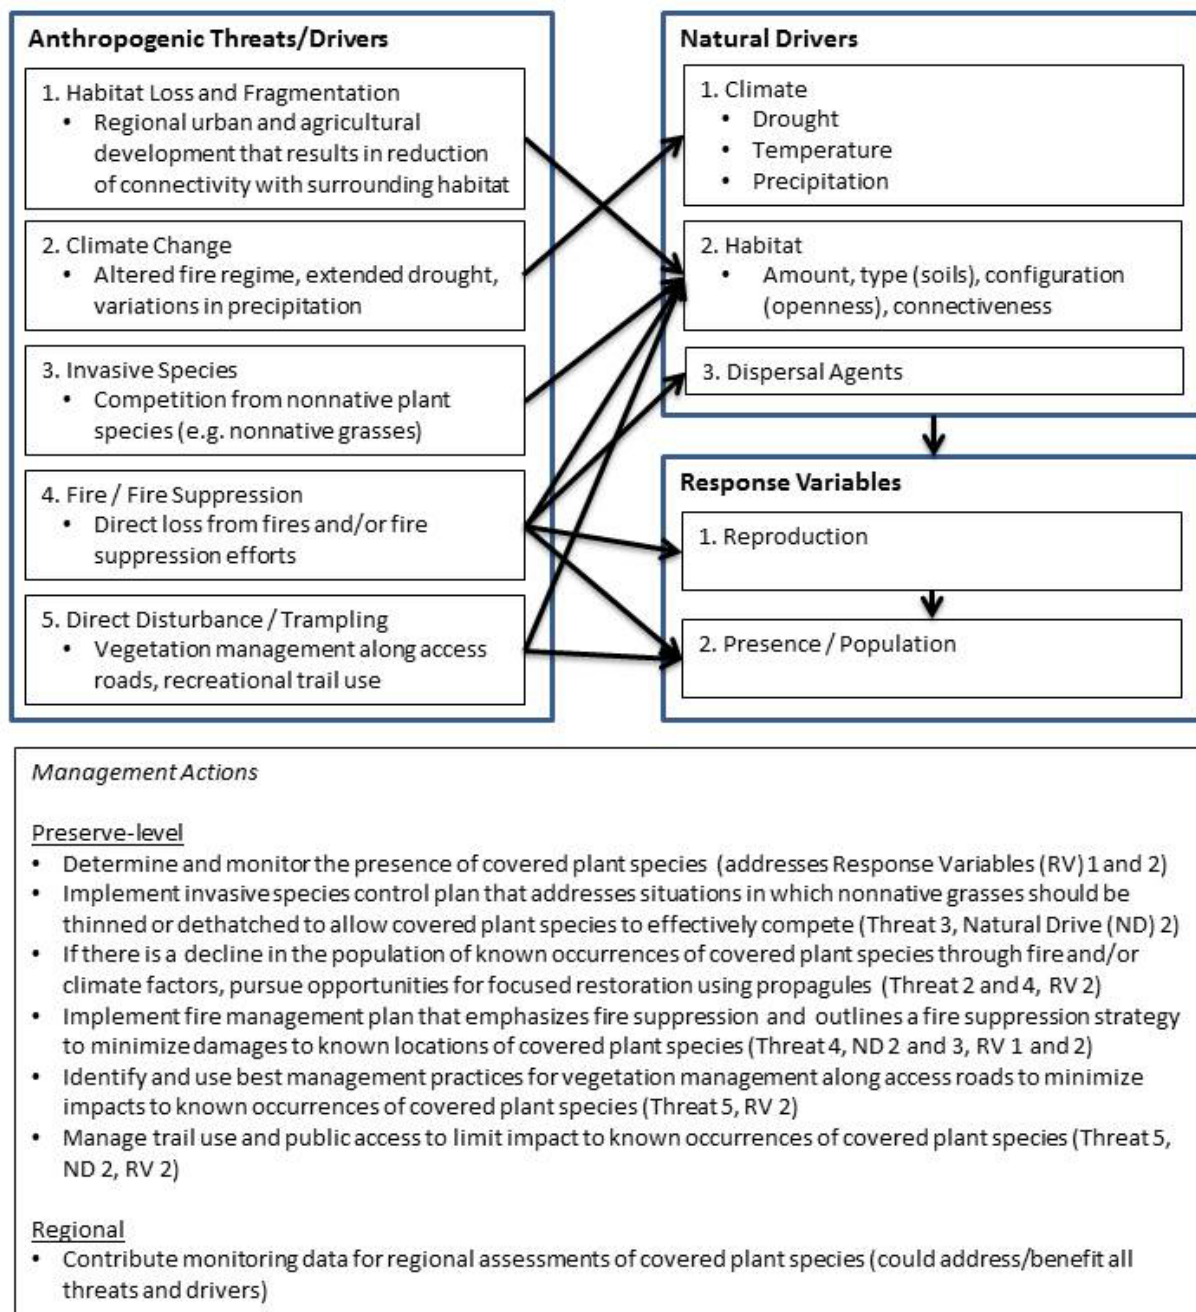 Anthropogenic Threats/Drivers
1. Habitat Loss and Fragmentation
• Regional urban and agricultural
development that results in reduction
of connectivity with surrounding habitat
2. Climate Change
• Altered fire regime, extended drought,
variations in precipitation
3. Invasive Species
• Competition from nonnative plant
species (e.g. nonnative grasses)
4. Fire / Fire Suppression
• Direct loss from fires and/or fire
suppression efforts
5. Direct Disturbance / Trampling
• Vegetation management along access
roads, recreational trail use
Natural Drivers
1. Climate
• Drought
• Temperature
• Precipitation
2. Habitat
• Amount, type (soils), configuration
(openness), connectiveness
3. Dispersal Agents
Response Variables
1. Reproduction
2. Presence / Population
Management Actions
Preserve-level
• Determine and monitor the presence of covered plant species (addresses Response Variables (RV) 1 and 2)
• Implement invasive species control plan that addresses situations in which nonnative grasses should be
thinned or dethatched to allow covered plant species to effectively compete (Threat 3, Natural Drive (ND) 2)
• If there is a decline in the population of known occurrences of covered plant species through fire and/or
climate factors, pursue opportunities for focused restoration using propagules (Threat 2 and 4, RV 2)
• Implement fire management plan that emphasizes fire suppression and outlines a fire suppression strategy
to minimize damages to known locations of covered plant species (Threat 4, ND 2 and 3, RV 1 and 2)
• Identify and use best management practices for vegetation management along access roads to minimize
impacts to known occurrences of covered plant species (Threat 5, RV 2)
• Manage trail use and public access to limit impact to known occurrences of covered plant species (Threat 5,
ND 2, RV 2)
Regional
• Contribute monitoring data for regional assessments of covered plant species (could address/benefit all
threats and drivers)